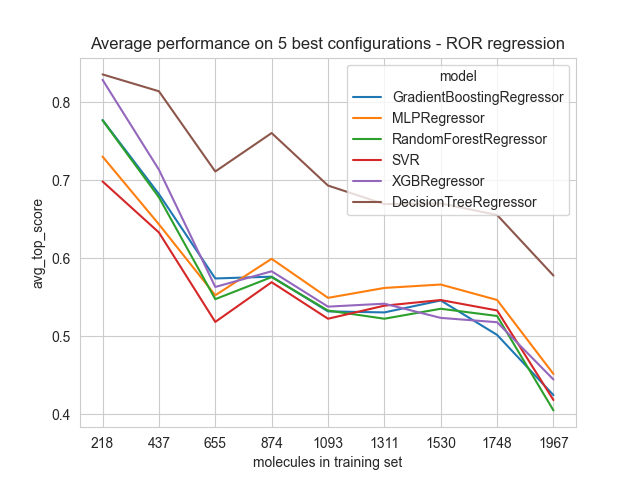 Average performance on 5 best configurations - ROR regression
model
GradientBoostingRegressor
MLPRegressor
RandomForestRegressor
SVR
XGBRegressor
DecisionTreeRegressor
avg_top_score
0.8
0.7
0.6
0.5
0.4
218 437 655 874 1093 1311 1530 1748 1967
molecules in training set